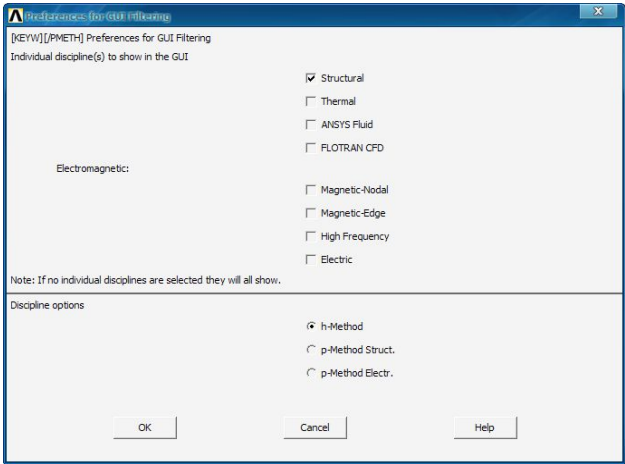 Preferences for GUI Filtering
[KEYW][/PMETH] Preferences for GUI Filtering
Individual discipline(s) to show in the GUI
Structural
Thermal
ANSYS Fluid
FLOTRAN CFD
Electromagnetic:
Magnetic-Nodal
Magnetic-Edge
High Frequency
Electric
Note: If no individual disciplines are selected they will all show.
Discipline options
h-Method
p-Method Struct.
p-Method Electr.
OK Cancel Help